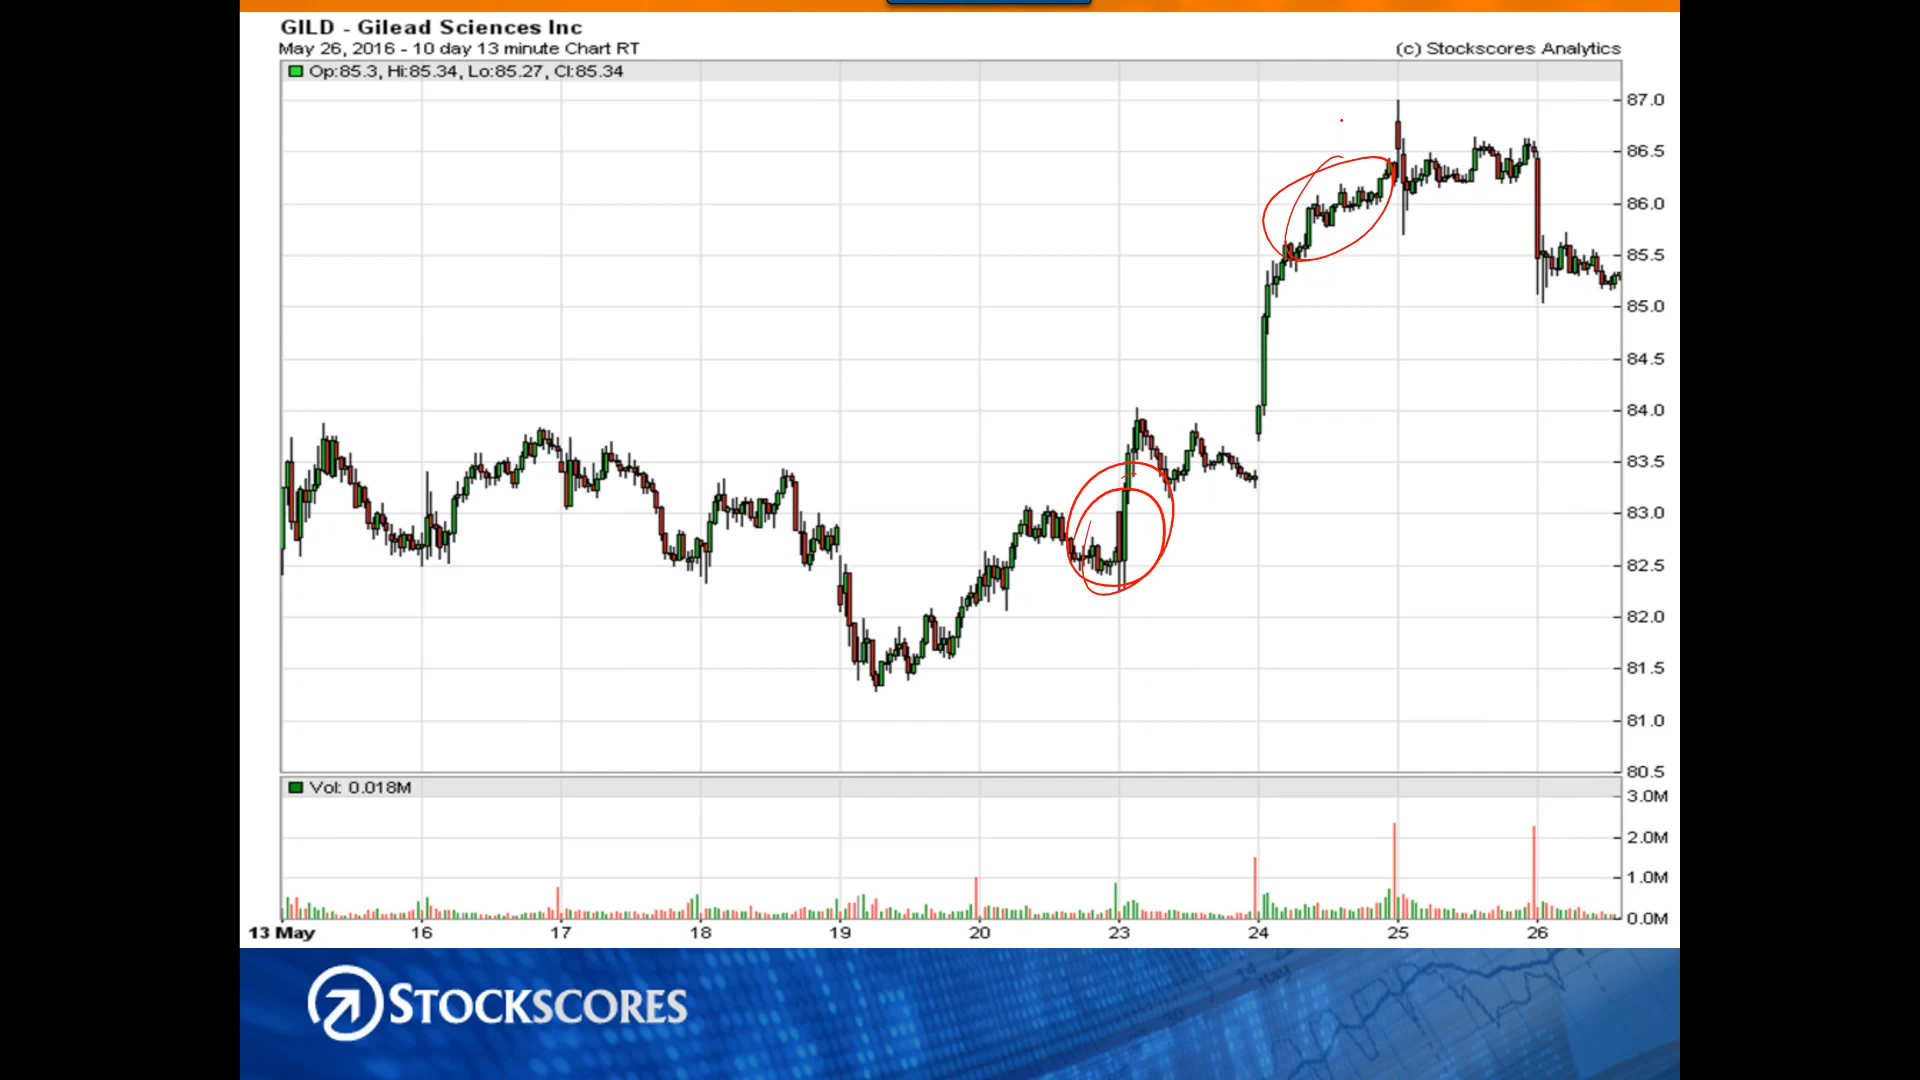 GILD - Gilead Sciences Inc
May 26, 2016 - 10 day 13 minute Chart RT
(c) Stockscores Analytics
Op:85.3, Hi:85.34, Lo:85.27, Cl:85.34
87.0
86.5
86.0
85.5
85.0
84.5
84.0
83.5
83.0
82.5
82.0
81.5
81.0
80.5
Vol: 0.018M
3.0M
2.0M
1.0M
0.0M
13 May 16 17 18 19 20 23 24 25 26
STOCKSCORES